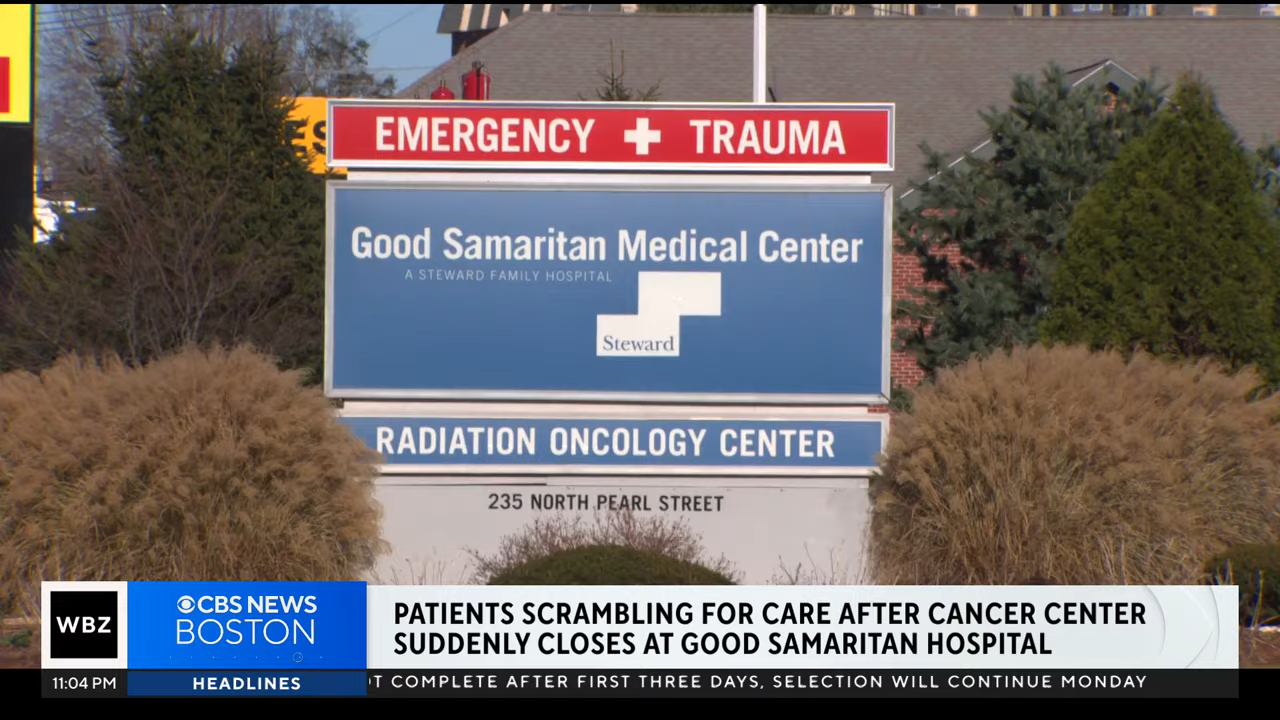 ES
EMERGENCY TRAUMA
Good Samaritan Medical Center
A STEWARD FAMILY HOSPITAL
Steward
RADIATION ONCOLOGY CENTER
235 NORTH PEARL STREET
WBZ
CBS NEWS
BOSTON
PATIENTS SCRAMBLING FOR CARE AFTER CANCER CENTER
SUDDENLY CLOSES AT GOOD SAMARITAN HOSPITAL
11:04 PM
HEADLINES
T COMPLETE AFTER FIRST THREE DAYS, SELECTION WILL CONTINUE MONDAY